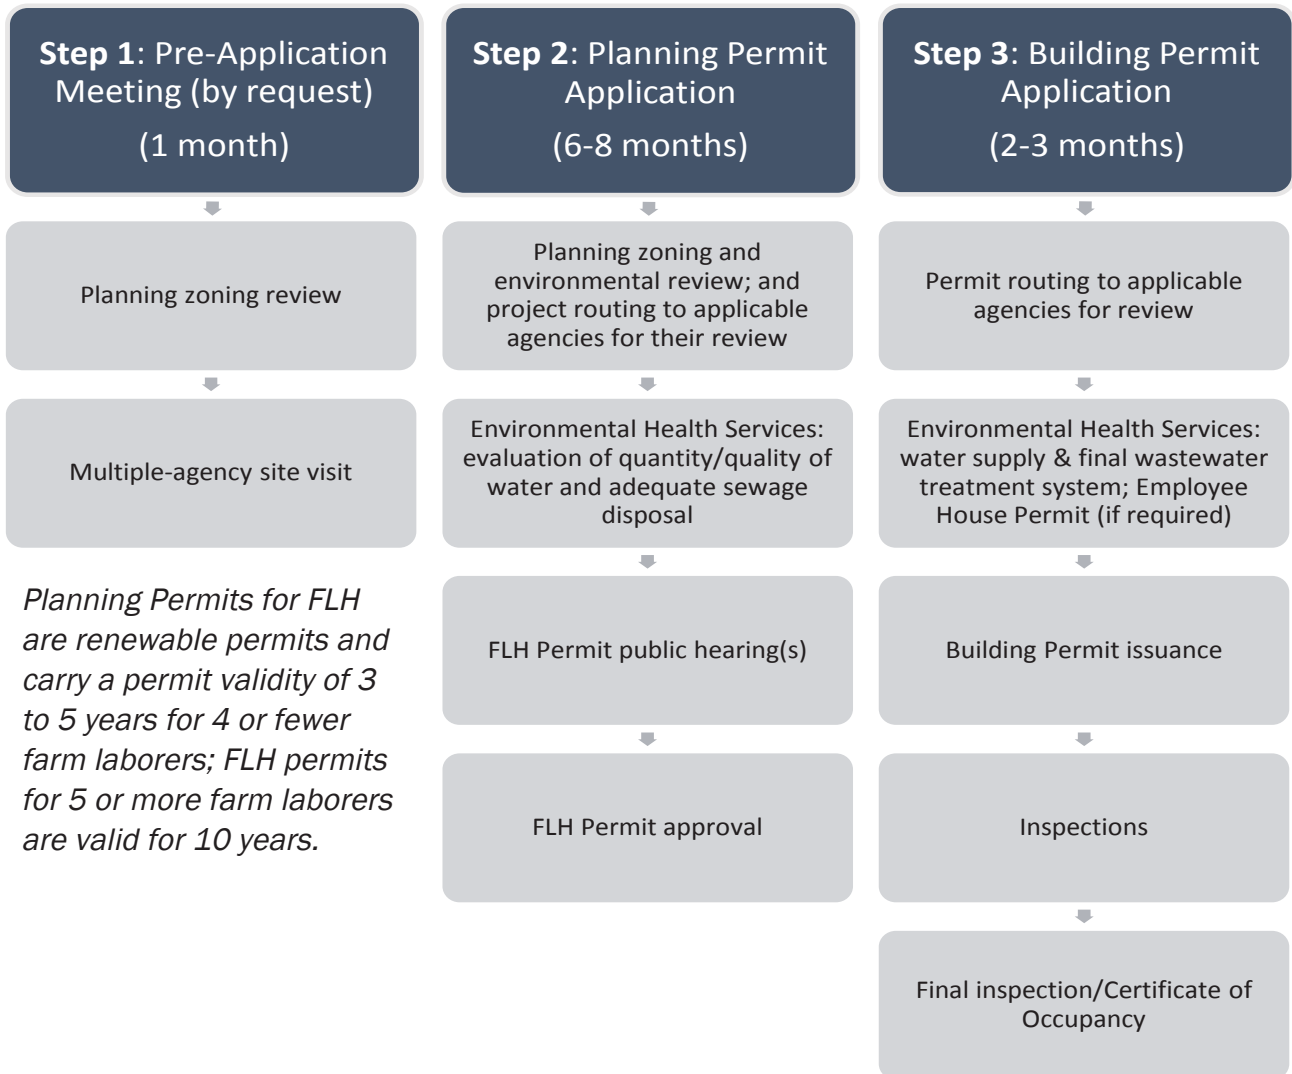 Step 1: Pre-Application
Meeting (by request)
(1 month)
Planning zoning review
Multiple-agency site visit
Planning Permits for FLH
are renewable permits and
carry a permit validity of 3
to 5 years for 4 or fewer
farm laborers; FLH permits
for 5 or more farm laborers
are valid for 10 years.
Step 2: Planning Permit
Application
(6-8 months)
Planning zoning and
environmental review; and
project routing to applicable
agencies for their review
Environmental Health Services:
evaluation of quantity/quality of
water and adequate sewage
disposal
FLH Permit public hearing(s)
FLH Permit approval
Step 3: Building Permit
Application
(2-3 months)
Permit routing to applicable
agencies for review
Environmental Health Services:
water supply & final wastewater
treatment system; Employee
House Permit (if required)
Building Permit issuance
Inspections
Final inspection/Certificate of
Occupancy